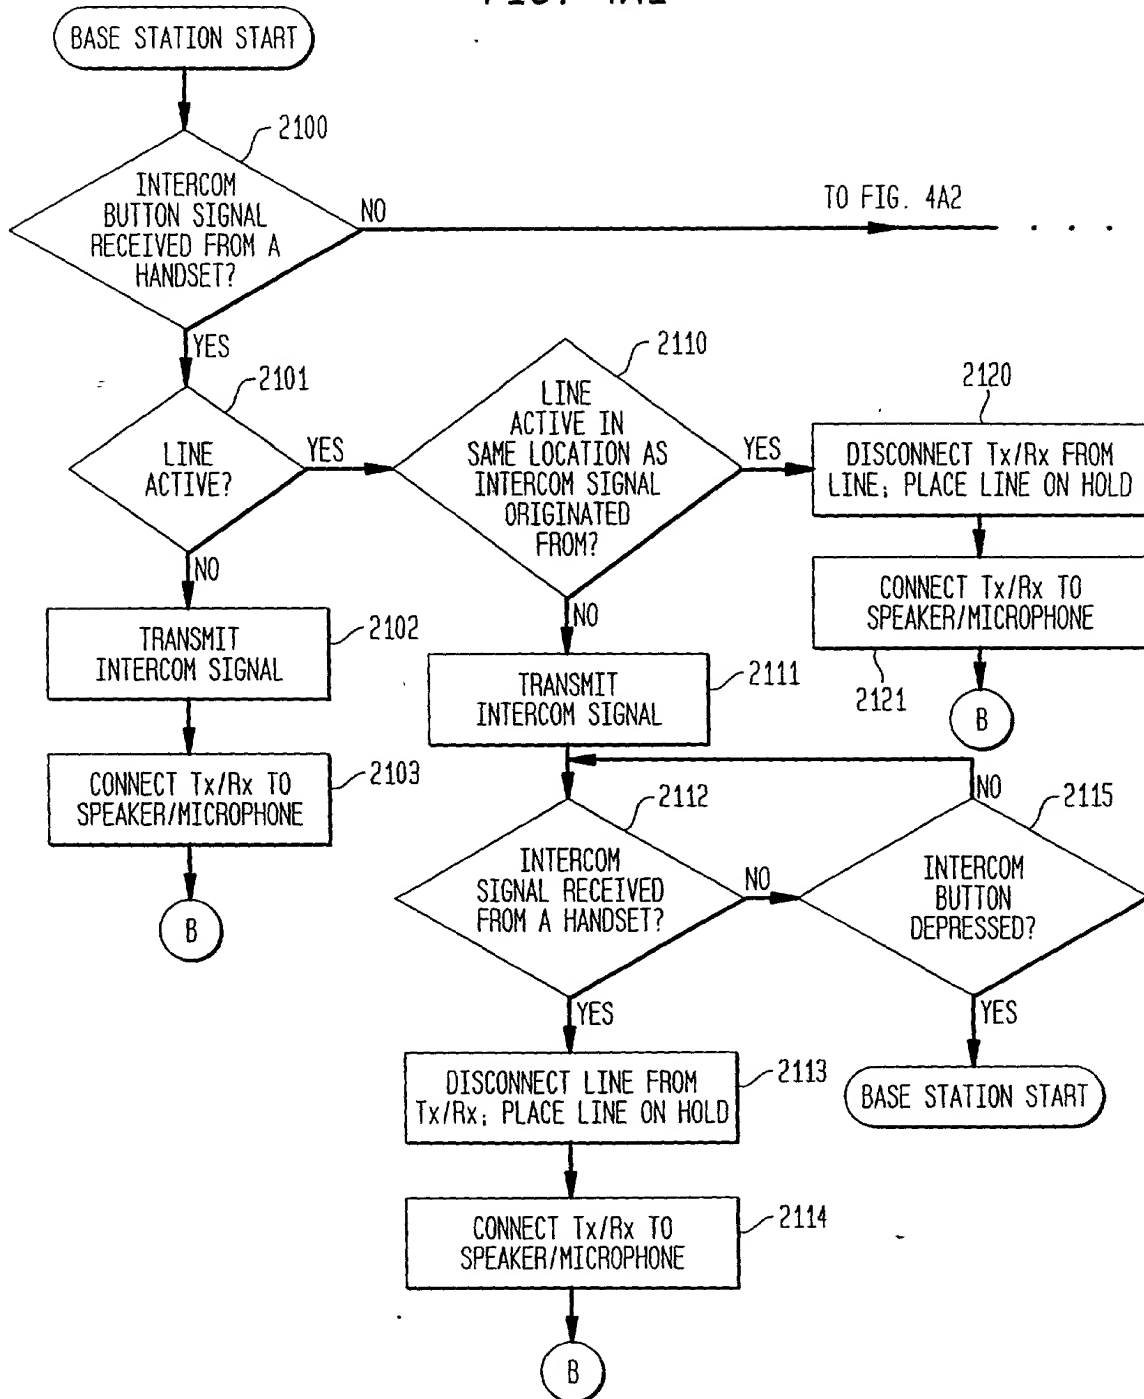 BASE STATION START
2100
INTERCOM
BUTTON SIGNAL
RECEIVED FROM A
HANDSET?
NO
TO FIG. 4A2
YES
2101
LINE
ACTIVE?
YES
NO
2110
LINE
ACTIVE IN
SAME LOCATION AS
INTERCOM SIGNAL
ORIGINATED
FROM?
YES
NO
2120
DISCONNECT Tx/Rx FROM
LINE; PLACE LINE ON HOLD
CONNECT Tx/Rx TO
SPEAKER/MICROPHONE
2121
B
TRANSMIT
INTERCOM SIGNAL
2102
CONNECT Tx/Rx TO
SPEAKER/MICROPHONE
2103
B
TRANSMIT
INTERCOM SIGNAL
2111
2112
INTERCOM
SIGNAL RECEIVED
FROM A HANDSET?
NO
YES
2115
NO
INTERCOM
BUTTON
DEPRESSED?
YES
BASE STATION START
DISCONNECT LINE FROM
Tx/Rx; PLACE LINE ON HOLD
2113
CONNECT Tx/Rx TO
SPEAKER/MICROPHONE
2114
B